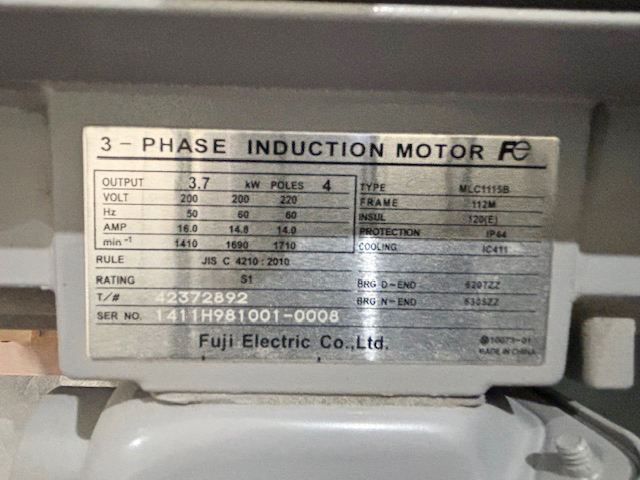 3-PHASE INDUCTION MOTOR Fe
OUTPUT 3.7 kW POLES 4
VOLT 200 200 220
Hz 50 60 60
AMP 16.0 14.8 14.0
min⁻¹ 1410 1690 1710
RULE JIS C 4210:2010
RATING S1
T/# 42372892
SER NO. 1411H981001-0008
TYPE MLC1115B
FRAME 112M
INSUL 120(E)
PROTECTION IP44
COOLING IC411
BRG D-END 6207ZZ
BRG N-END
Fuji Electric Co.,Ltd.
MADE IN CHINA